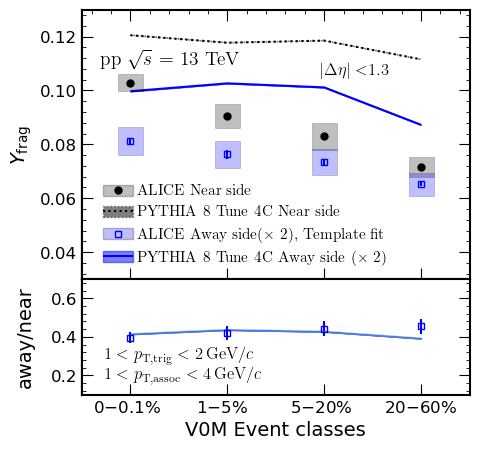 0.12
0.10
0.08
0.06
0.04
Y_frag
pp √s = 13 TeV
|Δη| < 1.3
ALICE Near side
PYTHIA 8 Tune 4C Near side
ALICE Away side(× 2), Template fit
PYTHIA 8 Tune 4C Away side (× 2)
0.6
0.4
0.2
away/near
1 < p_T,trig < 2 GeV/c
1 < p_T,assoc < 4 GeV/c
0−0.1% 1−5% 5−20% 20−60%
V0M Event classes